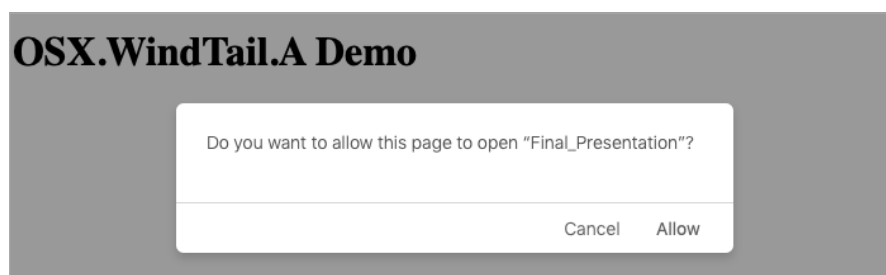 OSX.WindTail.A Demo
Do you want to allow this page to open “Final_Presentation”?
Cancel Allow